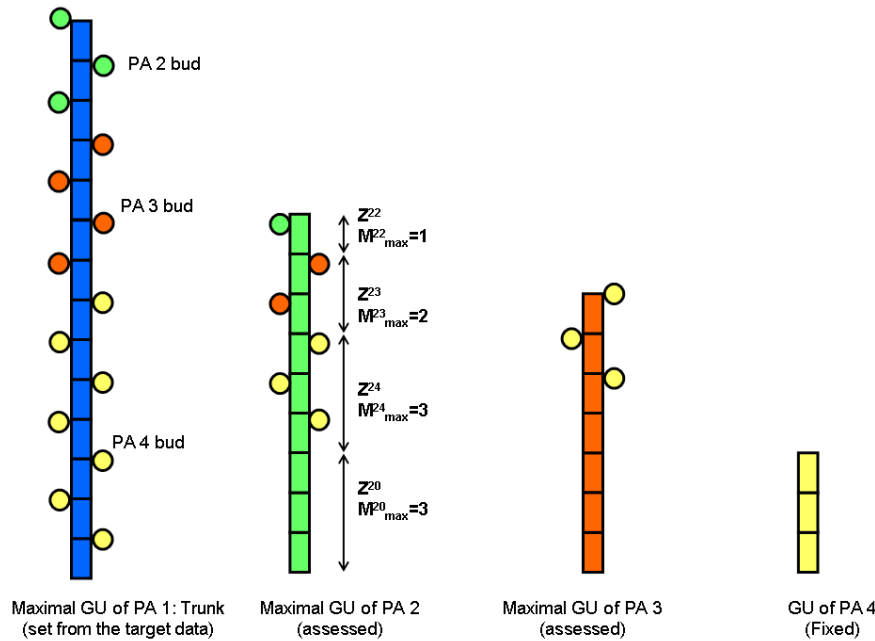 PA 2 bud
PA 3 bud
PA 4 bud
Z²²
M²²max=1
Z²³
M²³max=2
Z²⁴
M²⁴max=3
Z²⁰
M²⁰max=3
Maximal GU of PA 1: Trunk
(set from the target data)
Maximal GU of PA 2
(assessed)
Maximal GU of PA 3
(assessed)
GU of PA 4
(Fixed)